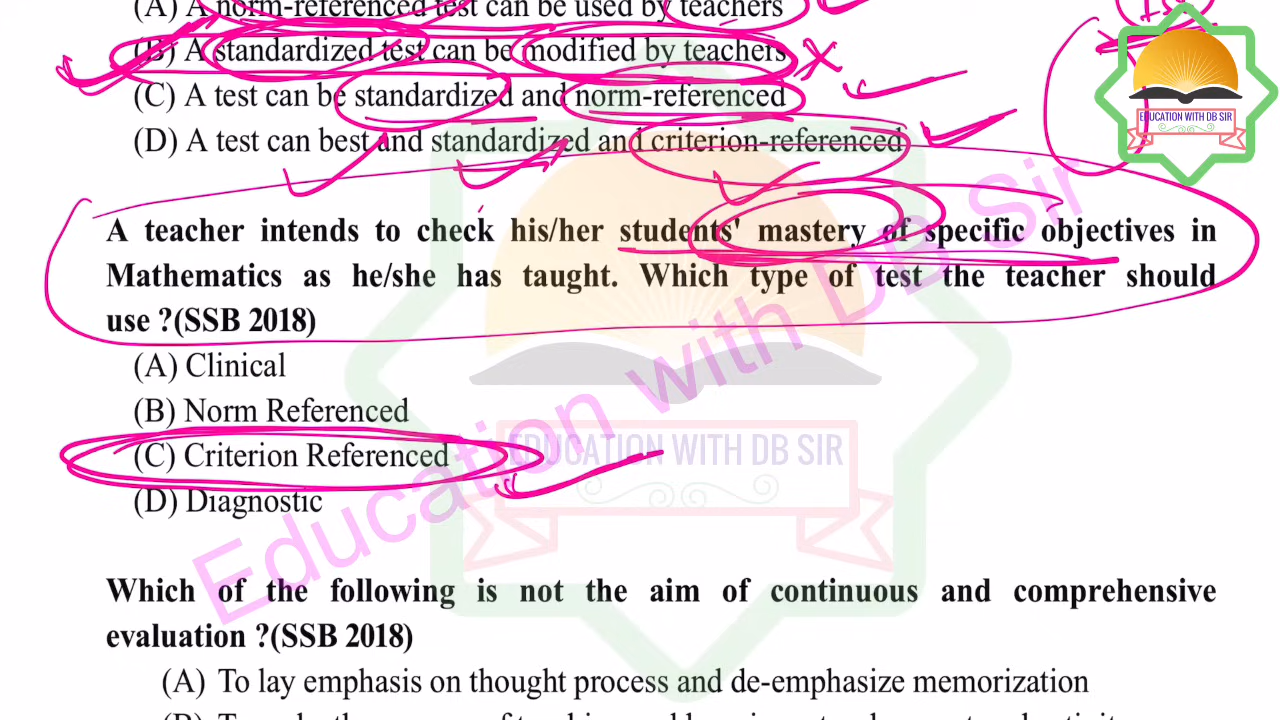 (A) A norm-referenced test can be used by teachers
(B) A standardized test can be modified by teachers
(C) A test can be standardized and norm-referenced
(D) A test can best and standardized and criterion-referenced
EDUCATION WITH DB SIR
A teacher intends to check his/her students' mastery of specific objectives in
Mathematics as he/she has taught. Which type of test the teacher should
use ?(SSB 2018)
(A) Clinical
(B) Norm Referenced
(C) Criterion Referenced
(D) Diagnostic
EDUCATION WITH DB SIR
Education with DB Sir
Which of the following is not the aim of continuous and comprehensive
evaluation ?(SSB 2018)
(A) To lay emphasis on thought process and de-emphasize memorization